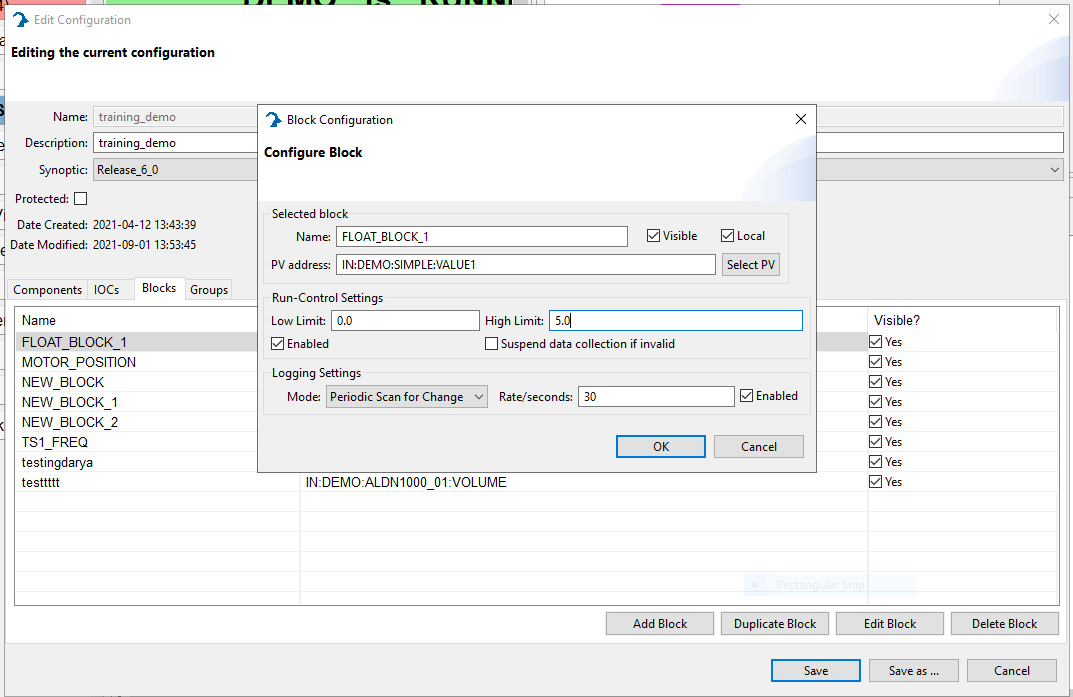 DEMO is RUNNI
Edit Configuration
Editing the current configuration
Name: training_demo
Description: training_demo
Synoptic: Release_6_0
Protected:
Date Created: 2021-04-12 13:43:39
Date Modified: 2021-09-01 13:53:45
Components IOCs Blocks Groups
Name Visible?
FLOAT_BLOCK_1 Yes
MOTOR_POSITION Yes
NEW_BLOCK Yes
NEW_BLOCK_1 Yes
NEW_BLOCK_2 Yes
TS1_FREQ Yes
testingdarya Yes
testtttt IN:DEMO:ALDN1000_01:VOLUME Yes
Block Configuration
Configure Block
Selected block
Name: FLOAT_BLOCK_1 Visible Local
PV address: IN:DEMO:SIMPLE:VALUE1 Select PV
Run-Control Settings
Low Limit: 0.0 High Limit: 5.0
Enabled Suspend data collection if invalid
Logging Settings
Mode: Periodic Scan for Change Rate/seconds: 30 Enabled
OK Cancel
Rectangular Snip
Add Block Duplicate Block Edit Block Delete Block
Save Save as ... Cancel